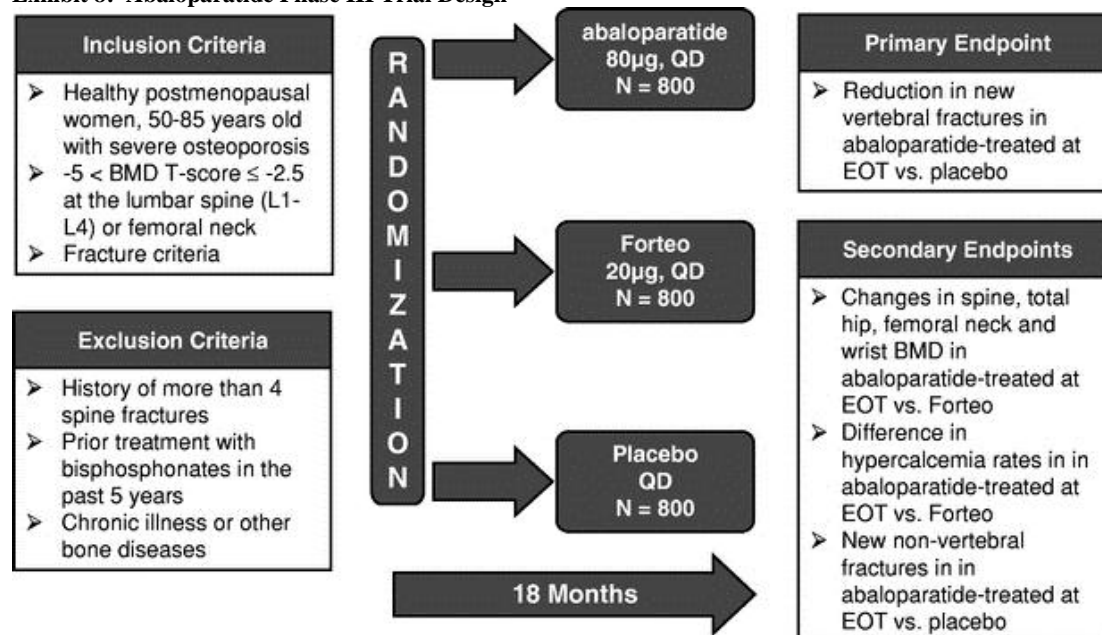 Exhibit 8: Abaloparatide Phase III Trial Design
Inclusion Criteria
➤ Healthy postmenopausal
women, 50-85 years old
with severe osteoporosis
➤ -5 < BMD T-score ≤ -2.5
at the lumbar spine (L1-
L4) or femoral neck
➤ Fracture criteria
Exclusion Criteria
➤ History of more than 4
spine fractures
➤ Prior treatment with
bisphosphonates in the
past 5 years
➤ Chronic illness or other
bone diseases
RANDOMIZATION
abaloparatide
80µg, QD
N = 800
Forteo
20µg, QD
N = 800
Placebo
QD
N = 800
18 Months
Primary Endpoint
➤ Reduction in new
vertebral fractures in
abaloparatide-treated at
EOT vs. placebo
Secondary Endpoints
➤ Changes in spine, total
hip, femoral neck and
wrist BMD in
abaloparatide-treated at
EOT vs. Forteo
➤ Difference in
hypercalcemia rates in in
abaloparatide-treated at
EOT vs. Forteo
➤ New non-vertebral
fractures in in
abaloparatide-treated at
EOT vs. placebo